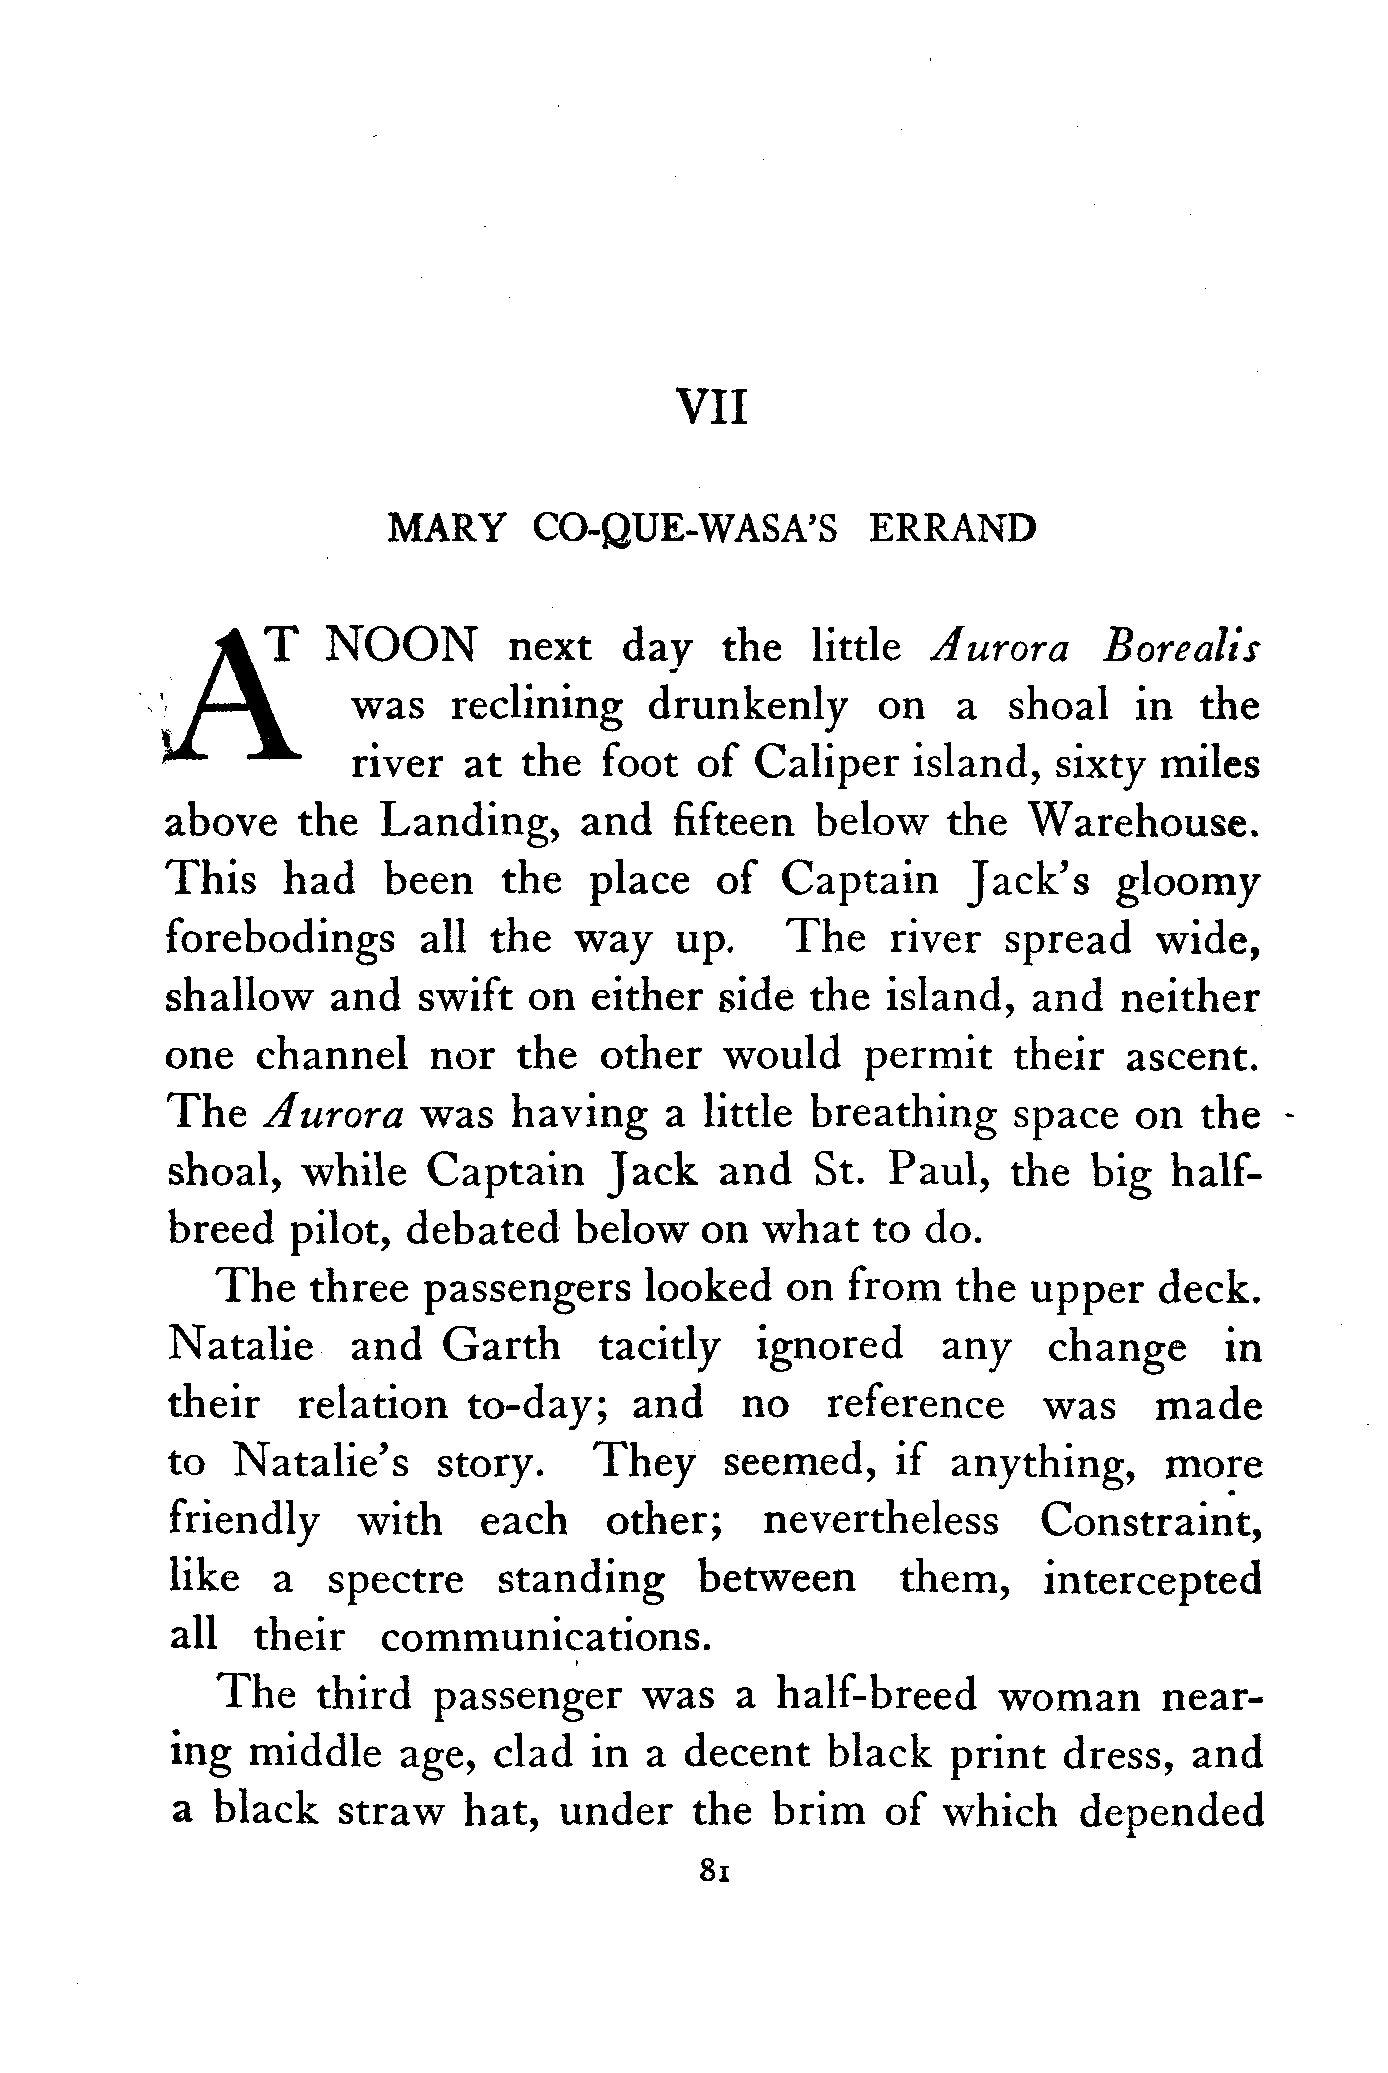 VII
MARY CO-QUE-WASA'S ERRAND
AT NOON next day the little Aurora Borealis
was reclining drunkenly on a shoal in the
river at the foot of Caliper island, sixty miles
above the Landing, and fifteen below the Warehouse.
This had been the place of Captain Jack's gloomy
forebodings all the way up. The river spread wide,
shallow and swift on either side the island, and neither
one channel nor the other would permit their ascent.
The Aurora was having a little breathing space on the
shoal, while Captain Jack and St. Paul, the big half-
breed pilot, debated below on what to do.
The three passengers looked on from the upper deck.
Natalie and Garth tacitly ignored any change in
their relation to-day; and no reference was made
to Natalie's story. They seemed, if anything, more
friendly with each other; nevertheless Constraint,
like a spectre standing between them, intercepted
all their communications.
The third passenger was a half-breed woman near-
ing middle age, clad in a decent black print dress, and
a black straw hat, under the brim of which depended
81